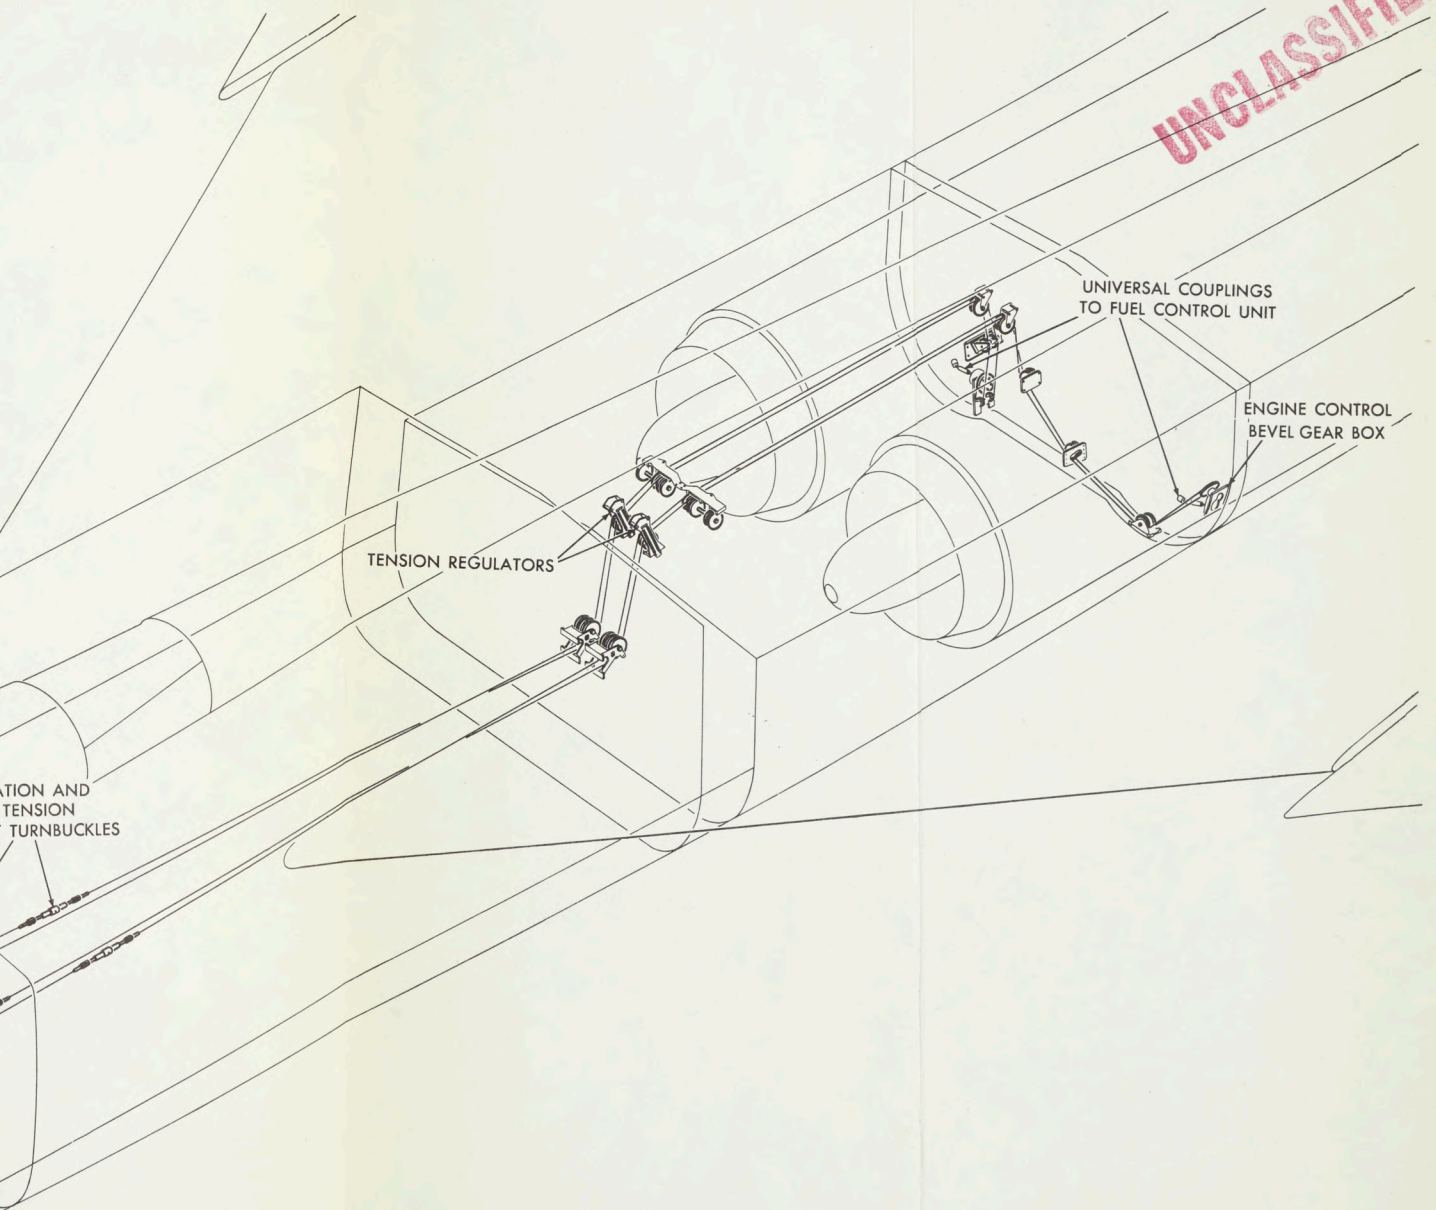 UNCLASSIFIE
UNIVERSAL COUPLINGS
TO FUEL CONTROL UNIT
ENGINE CONTROL
BEVEL GEAR BOX
TENSION REGULATORS
ATION AND
TENSION
TURNBUCKLES